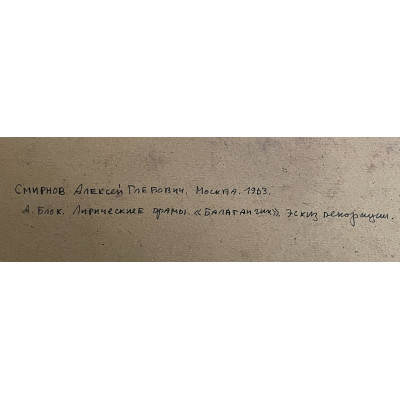 Смирнов Алексей Глебович. Москва. 1963.
А. Блок. Лирические драмы. «Балаганчик». Эскиз декорации.